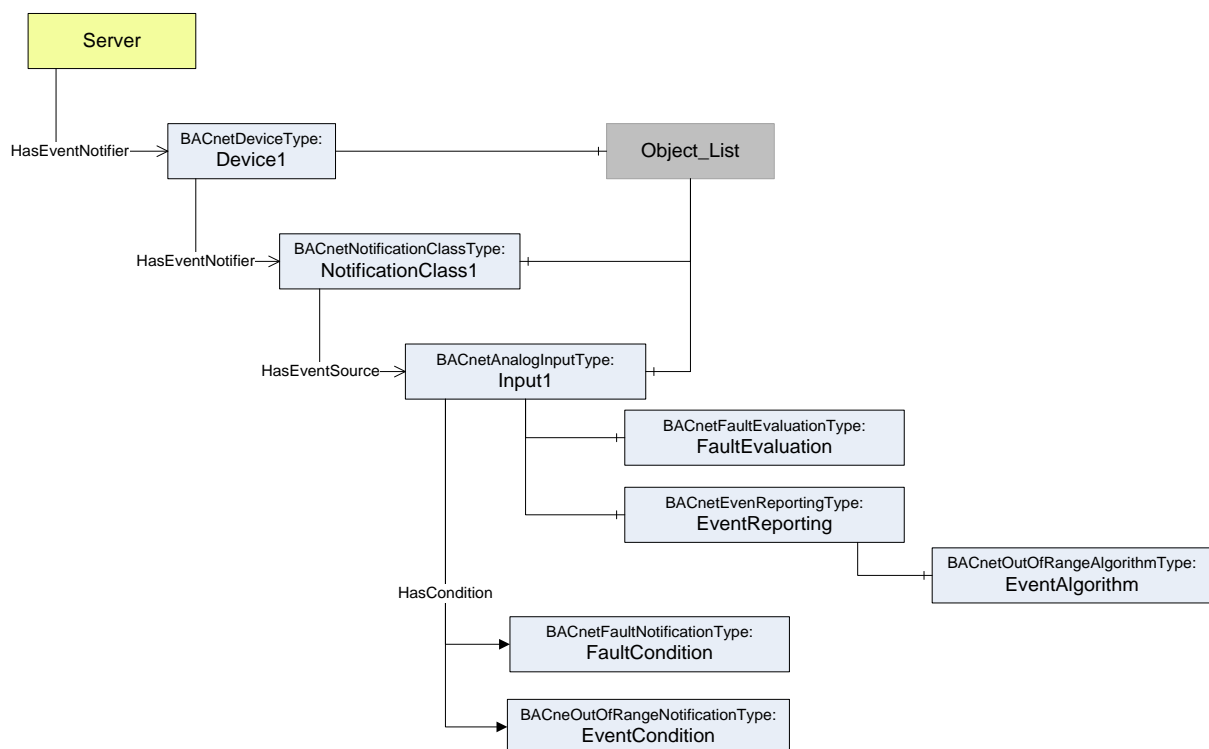 Server
HasEventNotifier
BACnetDeviceType:
Device1
Object_List
HasEventNotifier
BACnetNotificationClassType:
NotificationClass1
HasEventSource
BACnetAnalogInputType:
Input1
BACnetFaultEvaluationType:
FaultEvaluation
BACnetEvenReportingType:
EventReporting
BACnetOutOfRangeAlgorithmType:
EventAlgorithm
HasCondition
BACnetFaultNotificationType:
FaultCondition
BACneOutOfRangeNotificationType:
EventCondition